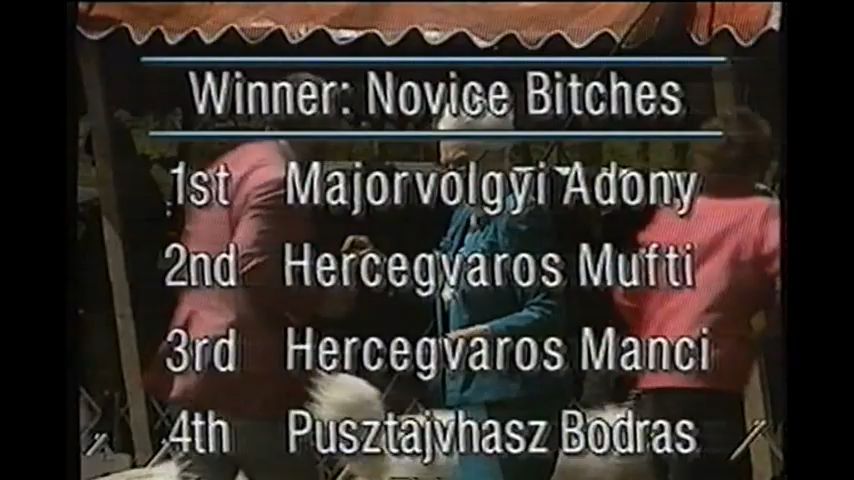 Winner: Novice Bitches
1st Majorvolgyi Adony
2nd Hercegvaros Mufti
3rd Hercegvaros Manci
4th Pusztajvhasz Bodras